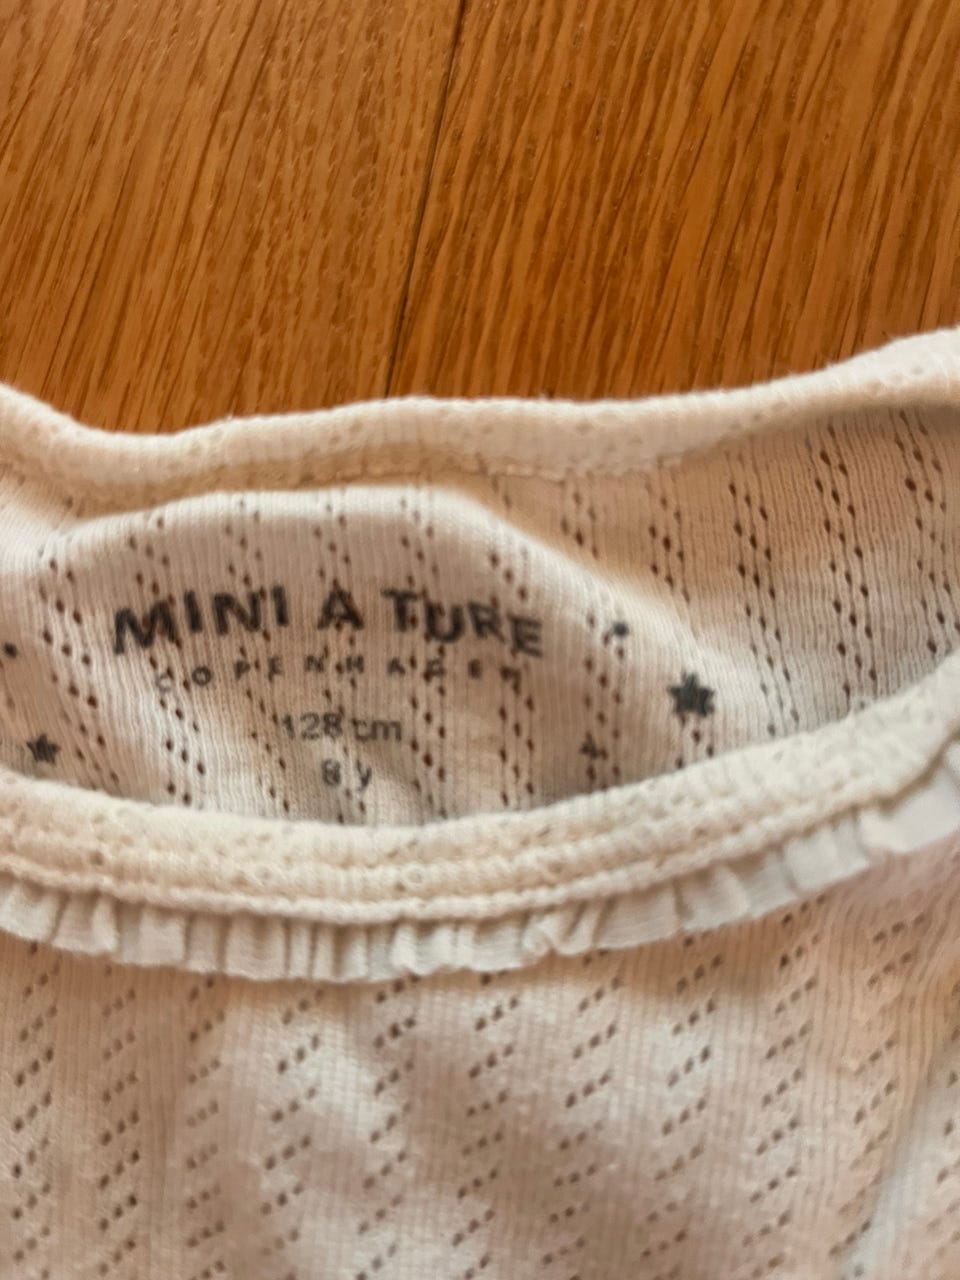 MINI A TURE
COPENHAGEN
128 cm
8 y